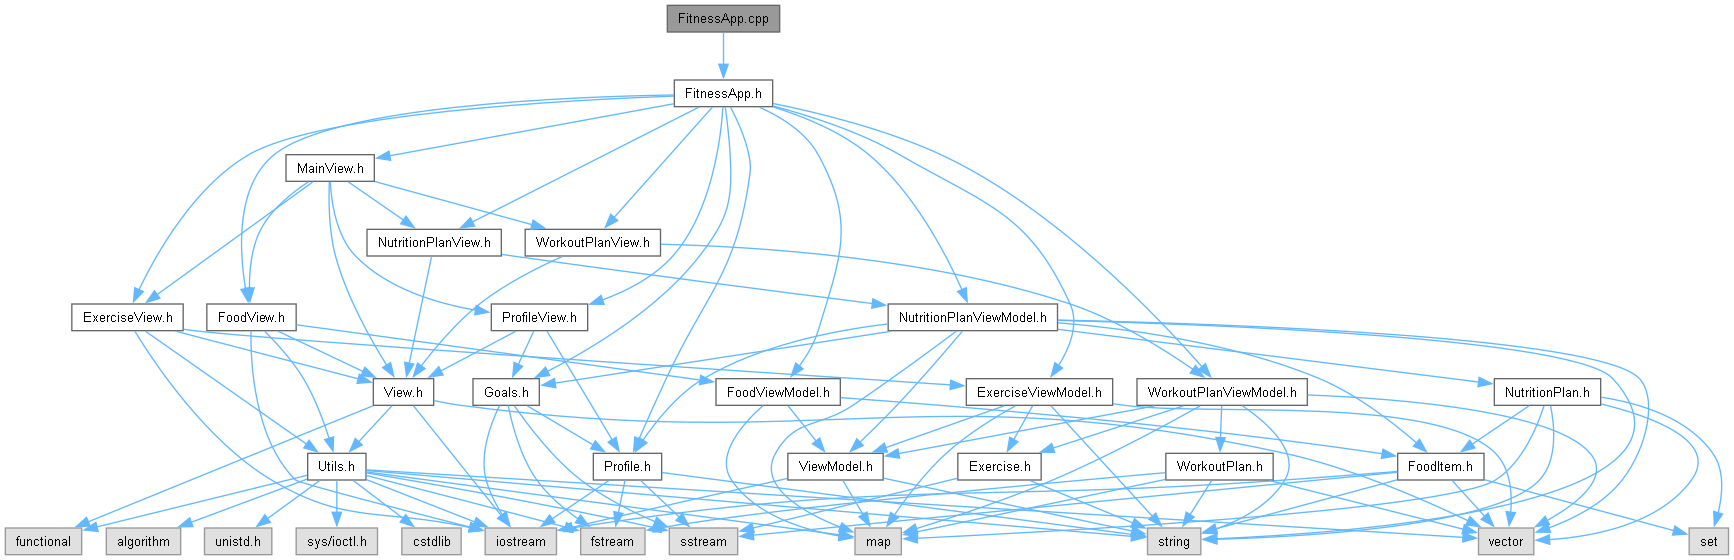 FitnessApp.cpp
FitnessApp.h
MainView.h
NutritionPlanView.h
WorkoutPlanView.h
ExerciseView.h
FoodView.h
ProfileView.h
NutritionPlanViewModel.h
View.h
Goals.h
FoodViewModel.h
ExerciseViewModel.h
WorkoutPlanViewModel.h
NutritionPlan.h
Utils.h
Profile.h
ViewModel.h
Exercise.h
WorkoutPlan.h
FoodItem.h
functional
algorithm
unistd.h
sys/ioctl.h
cstdlib
iostream
fstream
sstream
map
string
vector
set